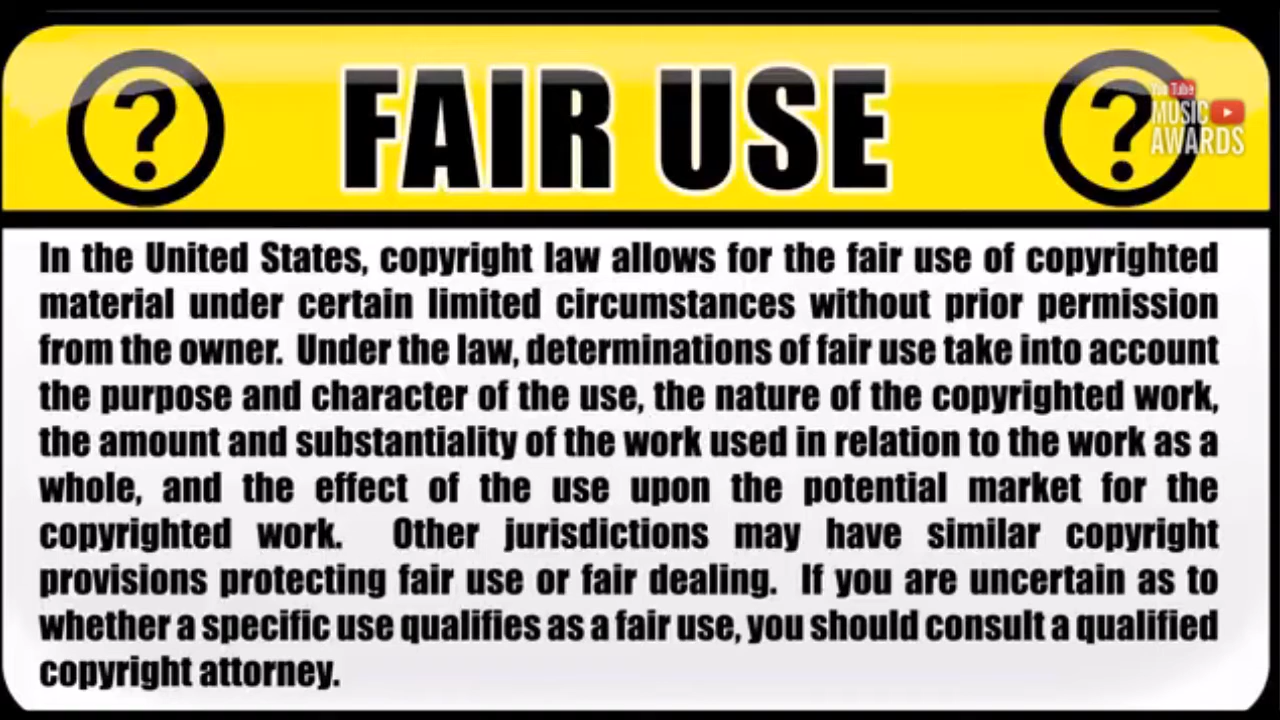 FAIR USE
You Tube
MUSIC
AWARDS
In the United States, copyright law allows for the fair use of copyrighted
material under certain limited circumstances without prior permission
from the owner. Under the law, determinations of fair use take into account
the purpose and character of the use, the nature of the copyrighted work,
the amount and substantiality of the work used in relation to the work as a
whole, and the effect of the use upon the potential market for the
copyrighted work. Other jurisdictions may have similar copyright
provisions protecting fair use or fair dealing. If you are uncertain as to
whether a specific use qualifies as a fair use, you should consult a qualified
copyright attorney.